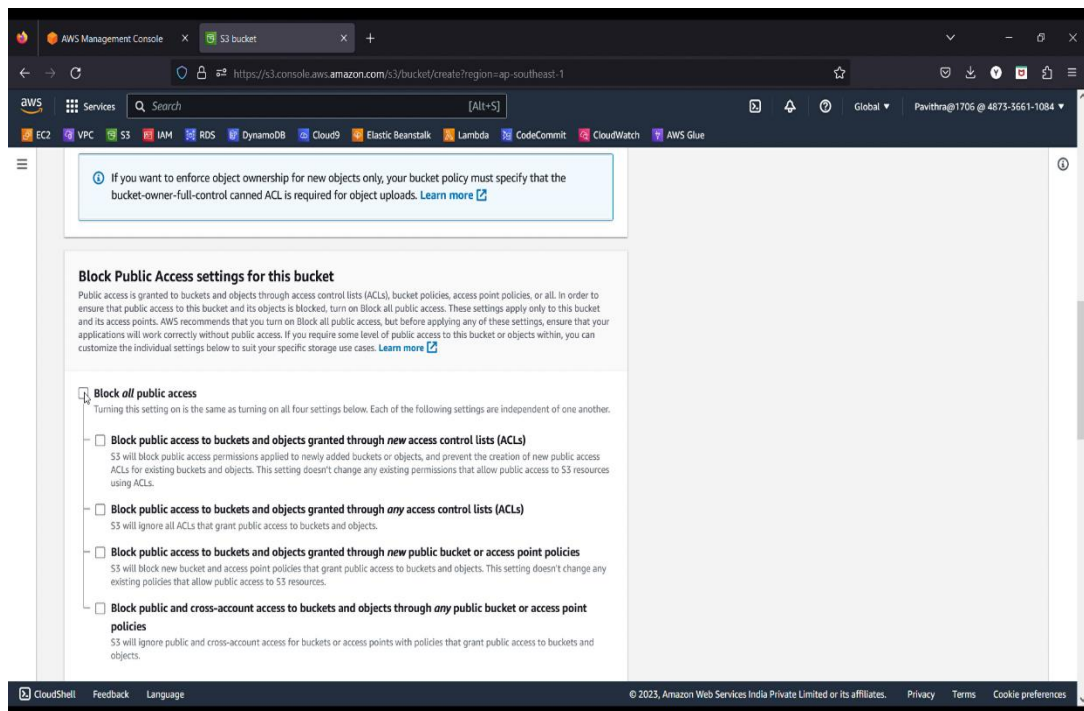 AWS Management Console
S3 bucket
https://s3.console.aws.amazon.com/s3/bucket/create?region=ap-southeast-1
aws Services Search [Alt+S] Global Pavithra@1706 @ 4873-3661-1084
EC2 VPC S3 IAM RDS DynamoDB Cloud9 Elastic Beanstalk Lambda CodeCommit CloudWatch AWS Glue
If you want to enforce object ownership for new objects only, your bucket policy must specify that the
bucket-owner-full-control canned ACL is required for object uploads. Learn more
Block Public Access settings for this bucket
Public access is granted to buckets and objects through access control lists (ACLs), bucket policies, access point policies, or all. In order to
ensure that public access to this bucket and its objects is blocked, turn on Block all public access. These settings apply only to this bucket
and its access points. AWS recommends that you turn on Block all public access, but before applying any of these settings, ensure that your
applications will work correctly without public access. If you require some level of public access to this bucket or objects within, you can
customize the individual settings below to suit your specific storage use cases. Learn more
Block all public access
Turning this setting on is the same as turning on all four settings below. Each of the following settings are independent of one another.
Block public access to buckets and objects granted through new access control lists (ACLs)
S3 will block public access permissions applied to newly added buckets or objects, and prevent the creation of new public access
ACLs for existing buckets and objects. This setting doesn't change any existing permissions that allow public access to S3 resources
using ACLs.
Block public access to buckets and objects granted through any access control lists (ACLs)
S3 will ignore all ACLs that grant public access to buckets and objects.
Block public access to buckets and objects granted through new public bucket or access point policies
S3 will block new bucket and access point policies that grant public access to buckets and objects. This setting doesn't change any
existing policies that allow public access to S3 resources.
Block public and cross-account access to buckets and objects through any public bucket or access point
policies
S3 will ignore public and cross-account access for buckets or access points with policies that grant public access to buckets and
objects.
CloudShell Feedback Language © 2023, Amazon Web Services India Private Limited or its affiliates. Privacy Terms Cookie preferences